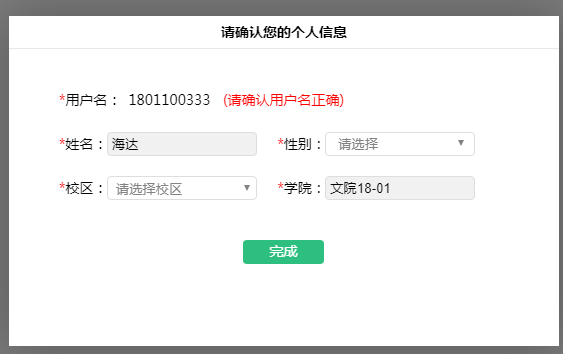 请确认您的个人信息
*用户名： 1801100333 (请确认用户名正确)
*姓名：海达 *性别：请选择
*校区：请选择校区 *学院：文院18-01
完成